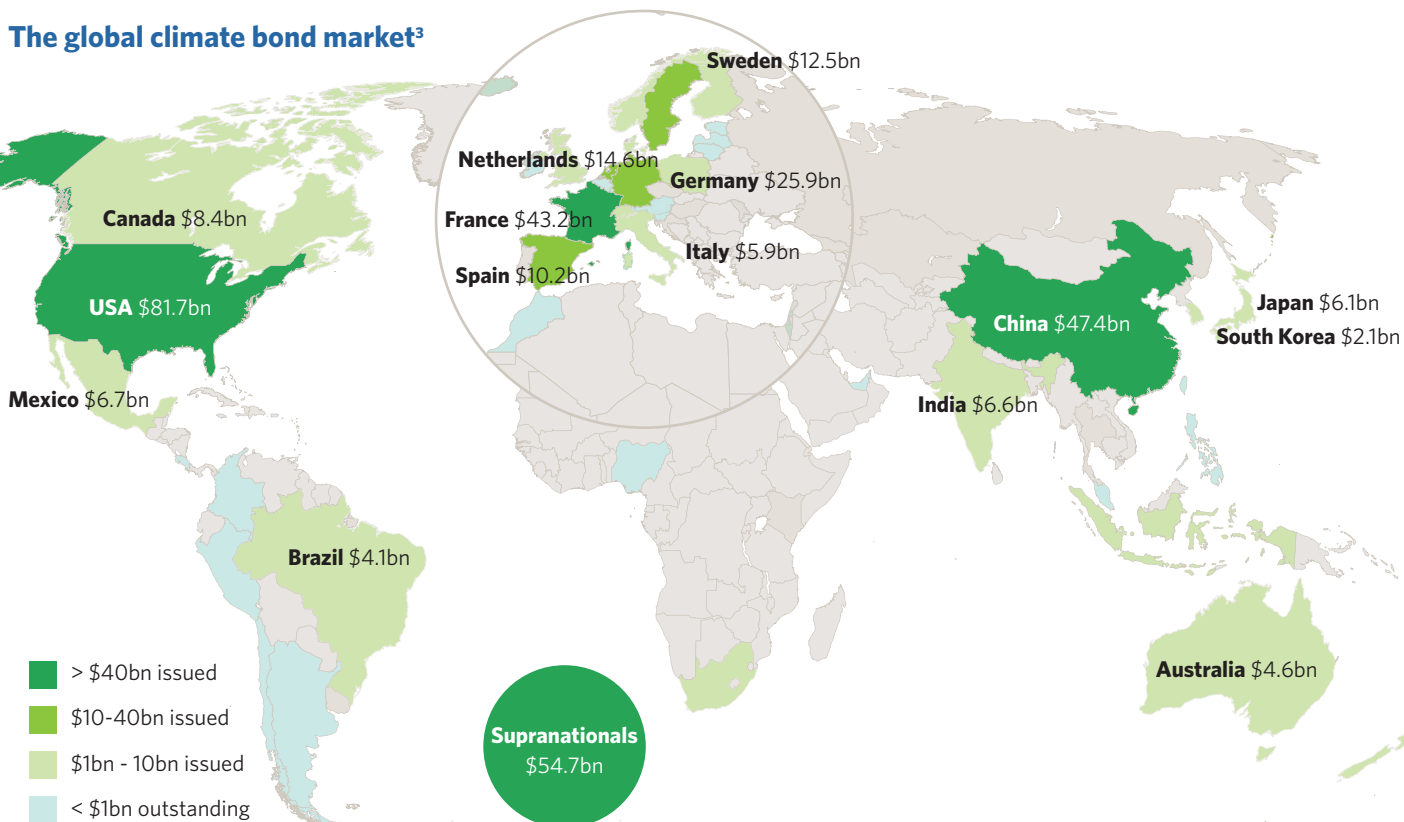 The global climate bond market³
Sweden $12.5bn
Netherlands $14.6bn
Germany $25.9bn
Canada $8.4bn
France $43.2bn
Italy $5.9bn
Spain $10.2bn
USA $81.7bn
China $47.4bn
Japan $6.1bn
South Korea $2.1bn
Mexico $6.7bn
India $6.6bn
Brazil $4.1bn
Australia $4.6bn
> $40bn issued
$10-40bn issued
$1bn - 10bn issued
< $1bn outstanding
Supranationals
$54.7bn